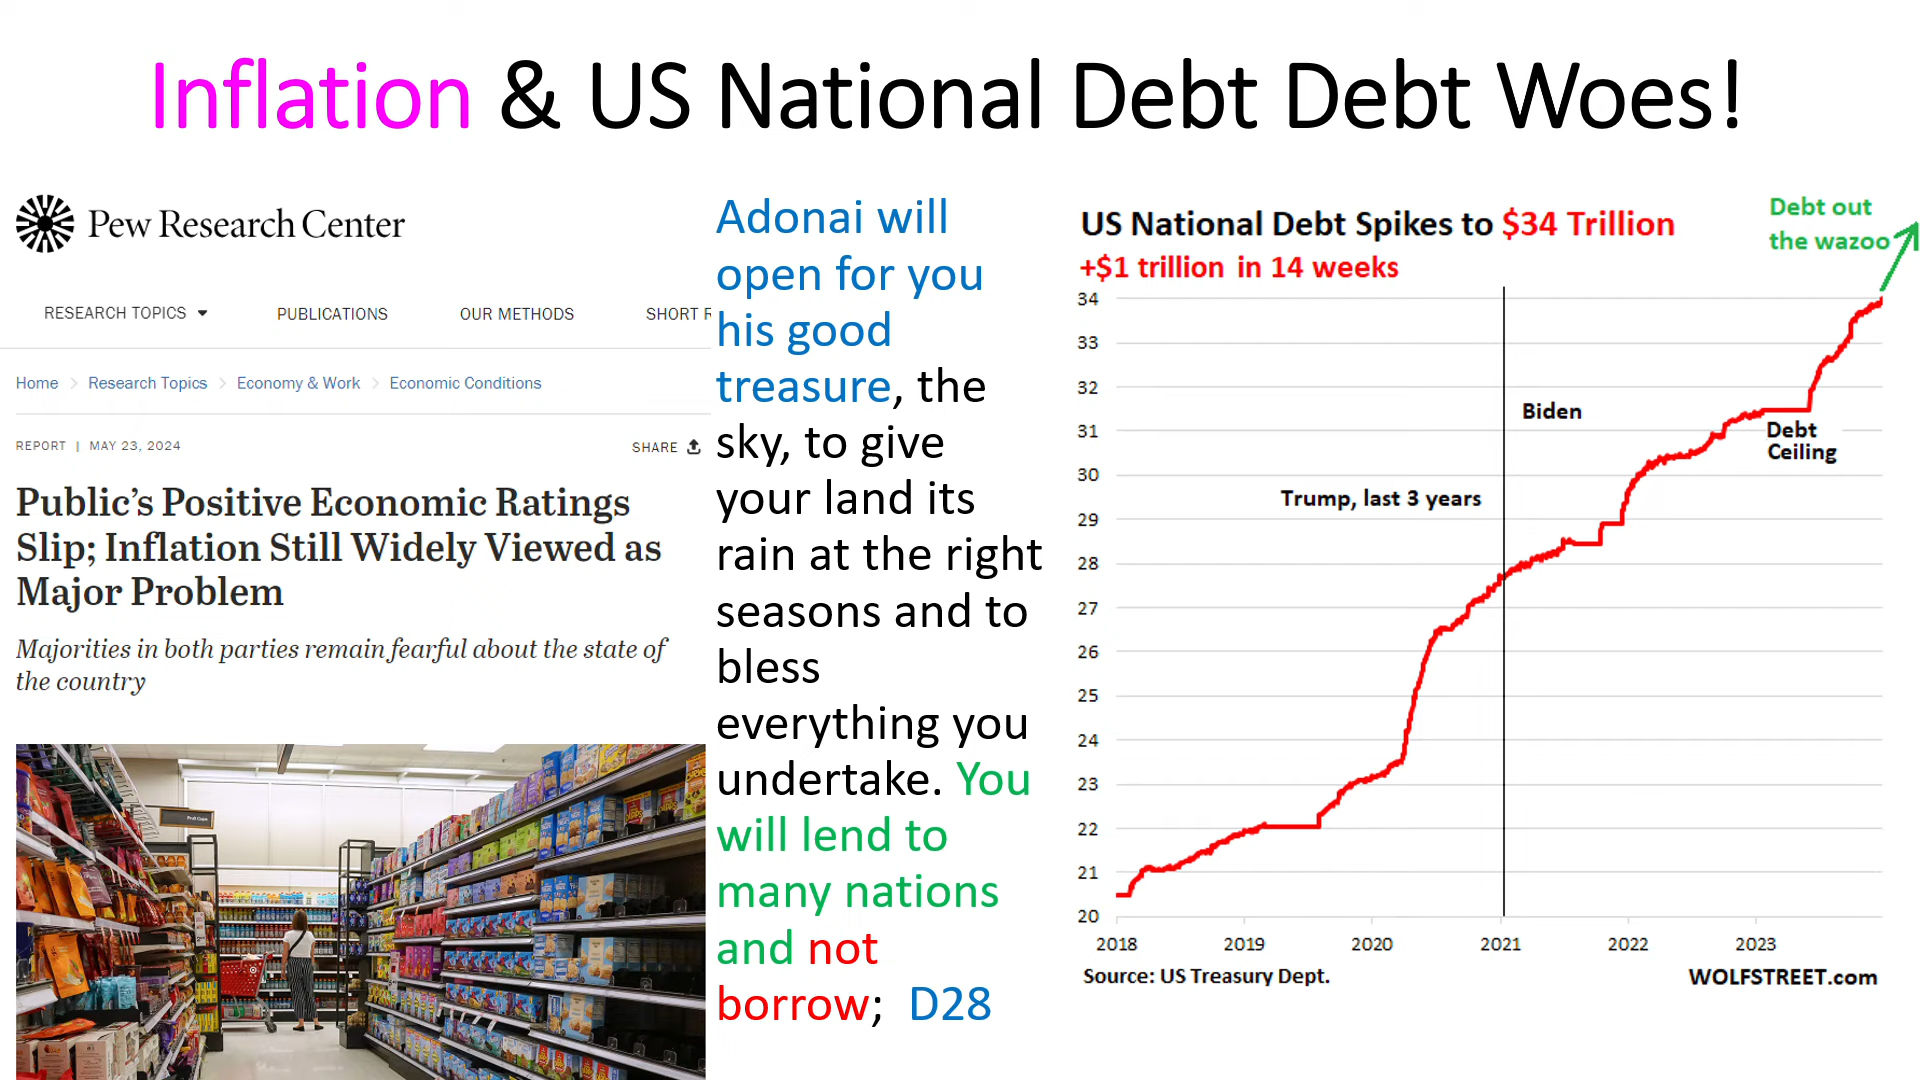 Inflation & US National Debt Debt Woes!
Pew Research Center
RESEARCH TOPICS PUBLICATIONS OUR METHODS SHORT R
Home > Research Topics > Economy & Work > Economic Conditions
REPORT | MAY 23, 2024
SHARE
Public's Positive Economic Ratings
Slip; Inflation Still Widely Viewed as
Major Problem
Majorities in both parties remain fearful about the state of
the country
Adonai will
open for you
his good
treasure, the
sky, to give
your land its
rain at the right
seasons and to
bless
everything you
undertake. You
will lend to
many nations
and not
borrow; D28
US National Debt Spikes to $34 Trillion
+$1 trillion in 14 weeks
Debt out
the wazoo
34
33
32
31
30
29
28
27
26
25
24
23
22
21
20
Biden
Debt
Ceiling
Trump, last 3 years
2018 2019 2020 2021 2022 2023
Source: US Treasury Dept.
WOLFSTREET.com